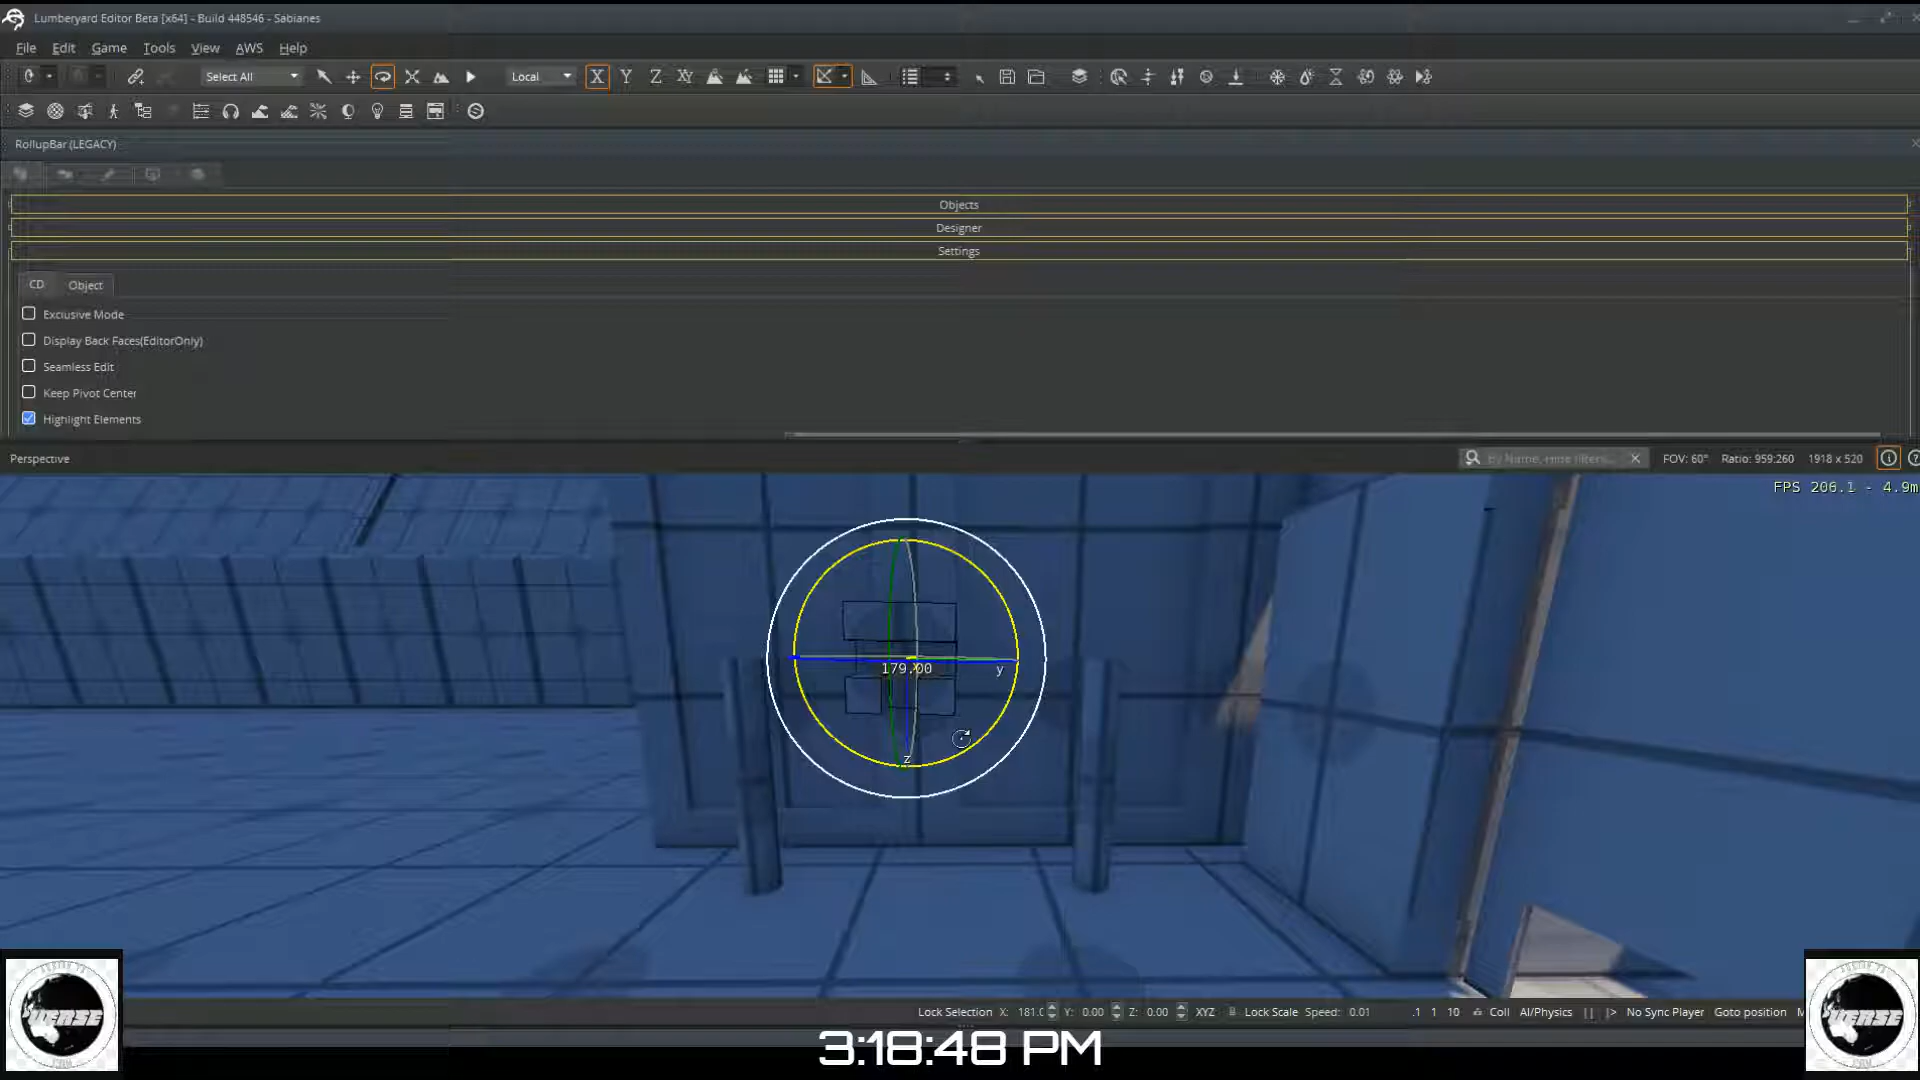 Lumberyard Editor Beta [x64] - Build 448546 - Sabianes
File Edit Game Tools View AWS Help
Select All Local X Y Z XY
RollupBar (LEGACY)
Objects
Designer
Settings
CD Object
Exclusive Mode
Display Back Faces(EditorOnly)
Seamless Edit
Keep Pivot Center
Highlight Elements
Perspective FOV: 60° Ratio: 959:260 1918 x 520
FPS 206.1 - 4.9m
179.00
y
z
Lock Selection X: 181.0 Y: 0.00 Z: 0.00 XYZ Lock Scale Speed: 0.01 .1 1 10 Coll AI/Physics No Sync Player Goto position
3:18:48 PM
VERSE
VERSE